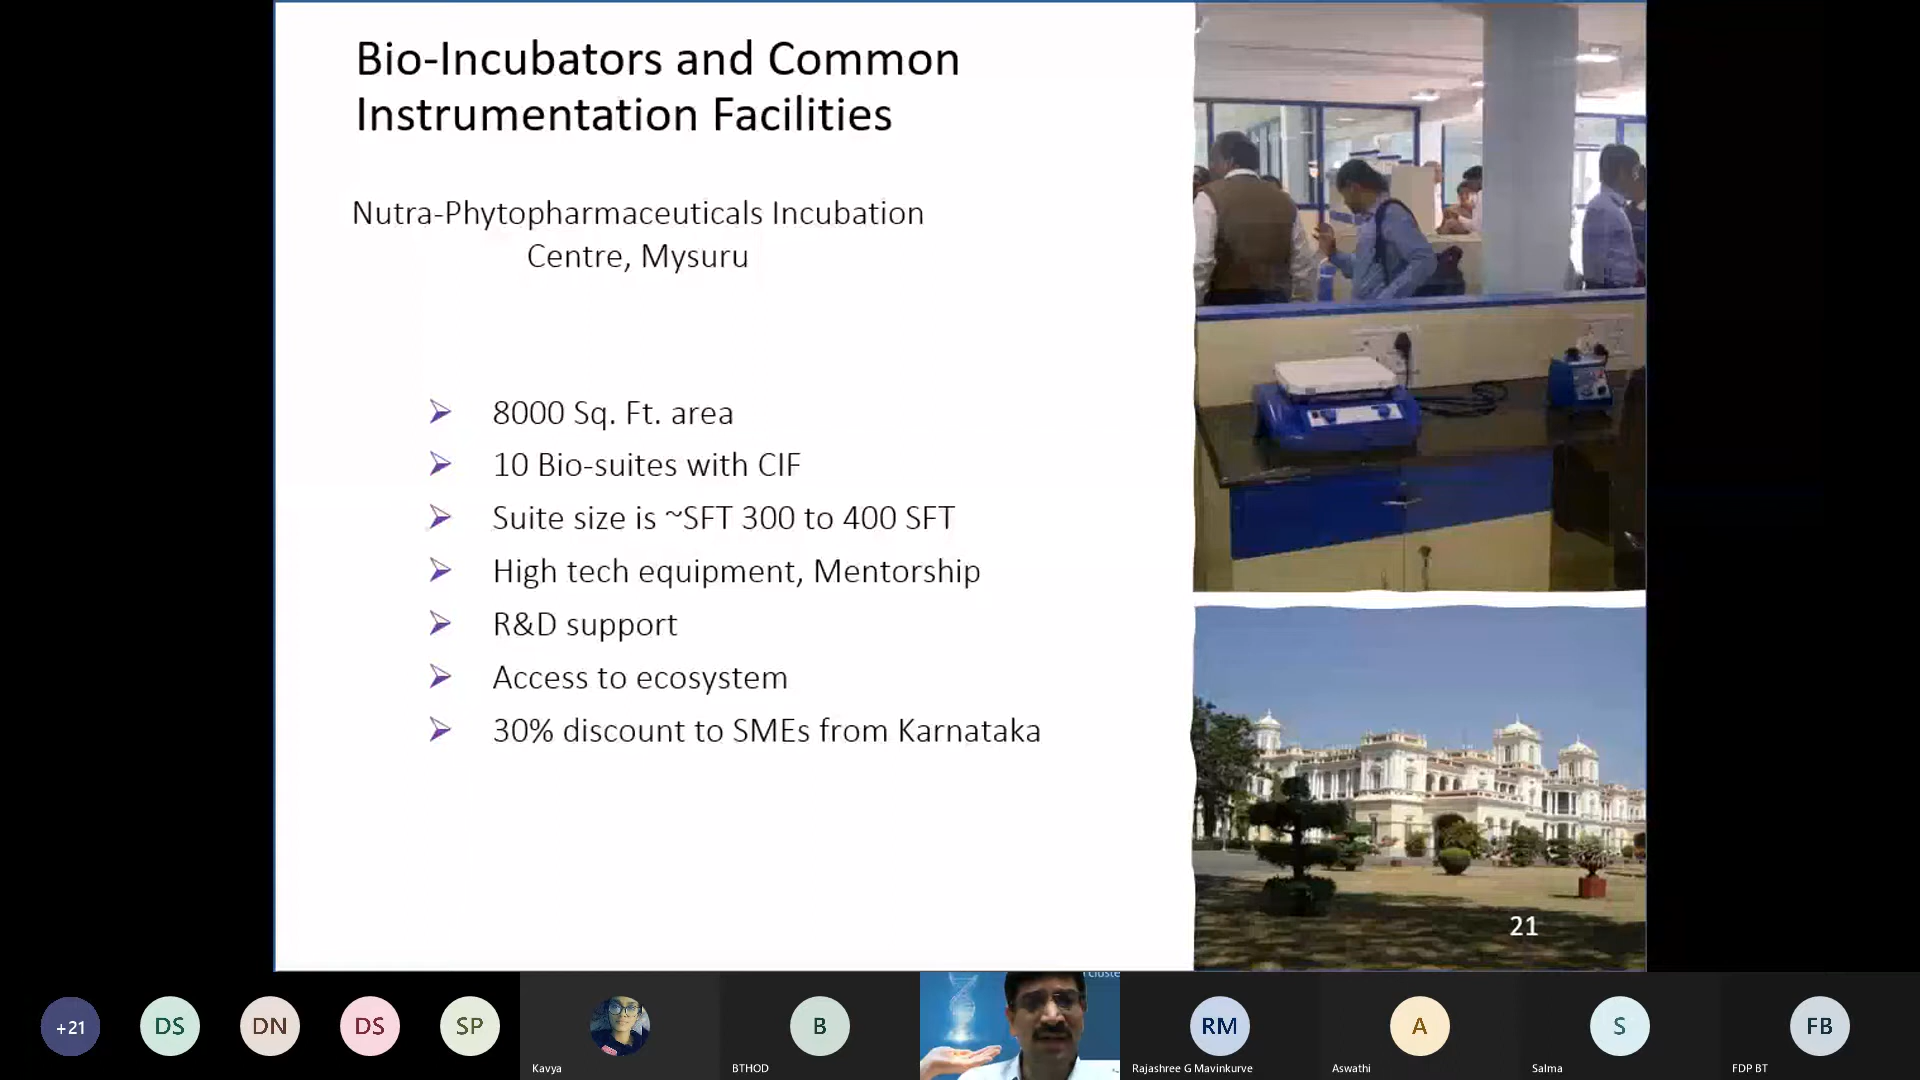 Bio-Incubators and Common
Instrumentation Facilities
Nutra-Phytopharmaceuticals Incubation
Centre, Mysuru
8000 Sq. Ft. area
10 Bio-suites with CIF
Suite size is ~SFT 300 to 400 SFT
High tech equipment, Mentorship
R&D support
Access to ecosystem
30% discount to SMEs from Karnataka
21
cluste
+21
DS
DN
DS
SP
Kavya
B
BTHOD
RM
Rajashree G Mavinkurve
A
Aswathi
S
Salma
FB
FDP BT